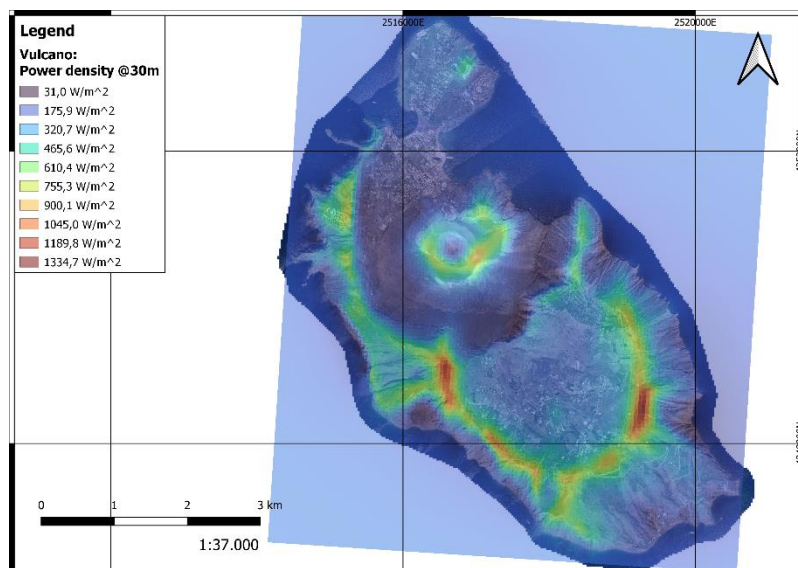 2516000E
2520000E
Legend
Vulcano:
Power density @30m
31,0 W/m^2
175,9 W/m^2
320,7 W/m^2
465,6 W/m^2
610,4 W/m^2
755,3 W/m^2
900,1 W/m^2
1045,0 W/m^2
1189,8 W/m^2
1334,7 W/m^2
0 1 2 3 km
1:37.000